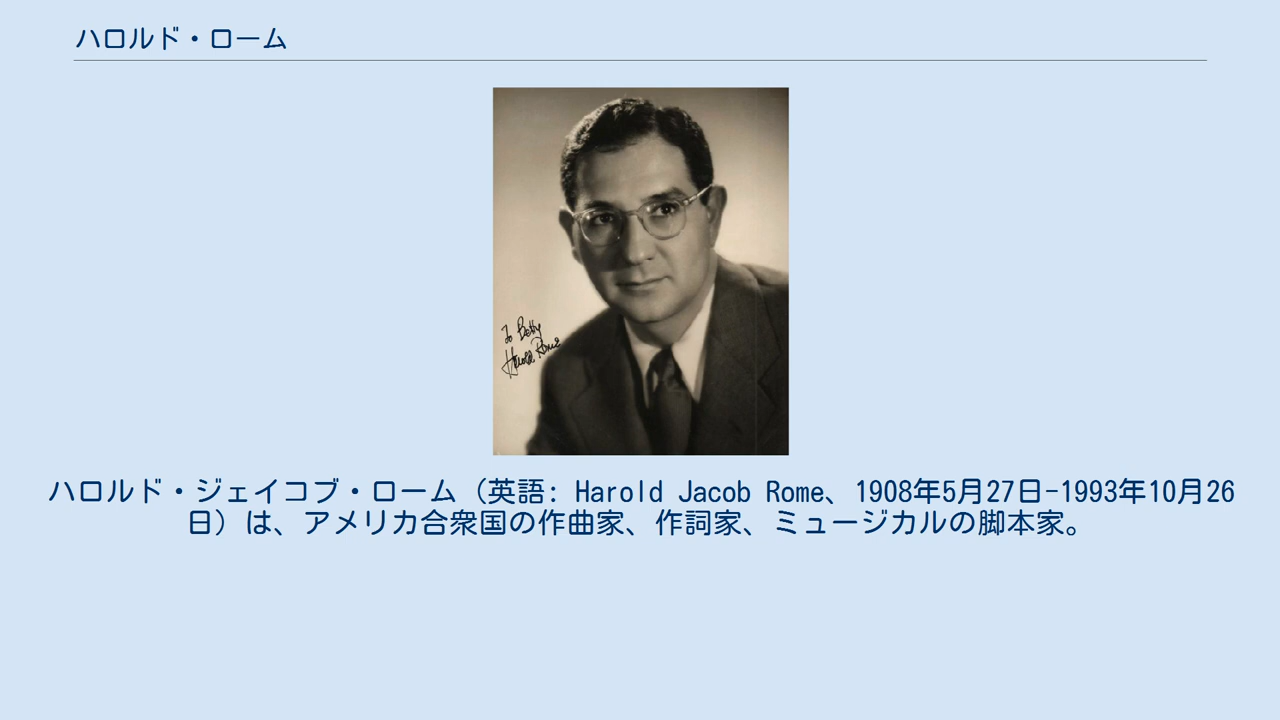 ハロルド・ローム
To Betty
Harold Rome
ハロルド・ジェイコブ・ローム（英語: Harold Jacob Rome、1908年5月27日-1993年10月26
日）は、アメリカ合衆国の作曲家、作詞家、ミュージカルの脚本家。